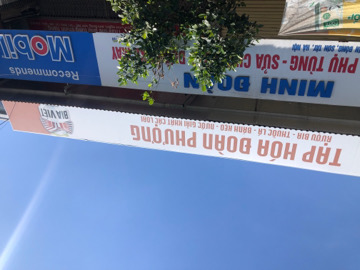 TẠP HÓA ĐOÀN PHƯỢNG
RƯỢU BIA - THUỐC LÁ - BÁNH KẸO - NƯỚC GIẢI KHÁT CÁC LOẠI
BIA VIỆT
MINH ĐOÀN
PHỤ TÙNG - SỬA C
Recommends
Mobil